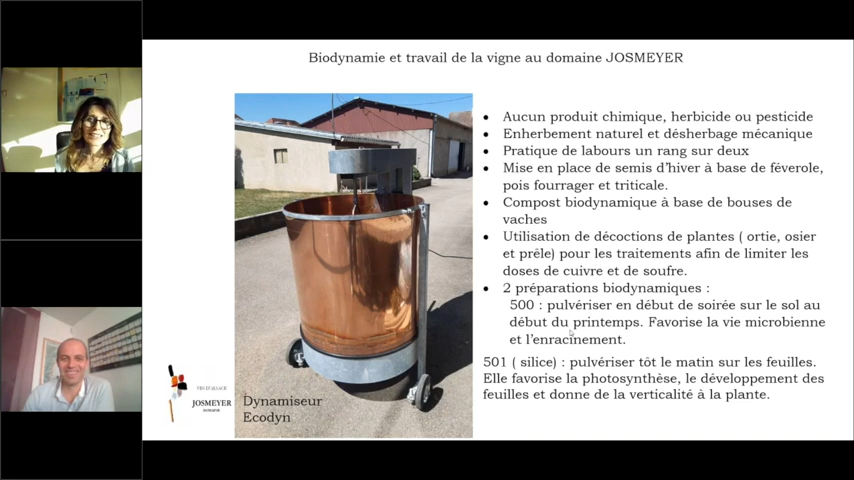 Biodynamie et travail de la vigne au domaine JOSMEYER
Aucun produit chimique, herbicide ou pesticide
Enherbement naturel et désherbage mécanique
Pratique de labours un rang sur deux
Mise en place de semis d’hiver à base de féverole,
pois fourrager et triticale.
Compost biodynamique à base de bouses de
vaches
Utilisation de décoctions de plantes ( ortie, osier
et prêle) pour les traitements afin de limiter les
doses de cuivre et de soufre.
2 préparations biodynamiques :
500 : pulvériser en début de soirée sur le sol au
début du printemps. Favorise la vie microbienne
et l’enracinement.
501 ( silice) : pulvériser tôt le matin sur les feuilles.
Elle favorise la photosynthèse, le développement des
feuilles et donne de la verticalité à la plante.
VIN D'ALSACE
JOSMEYER
DOMAINE
Dynamiseur
Ecodyn